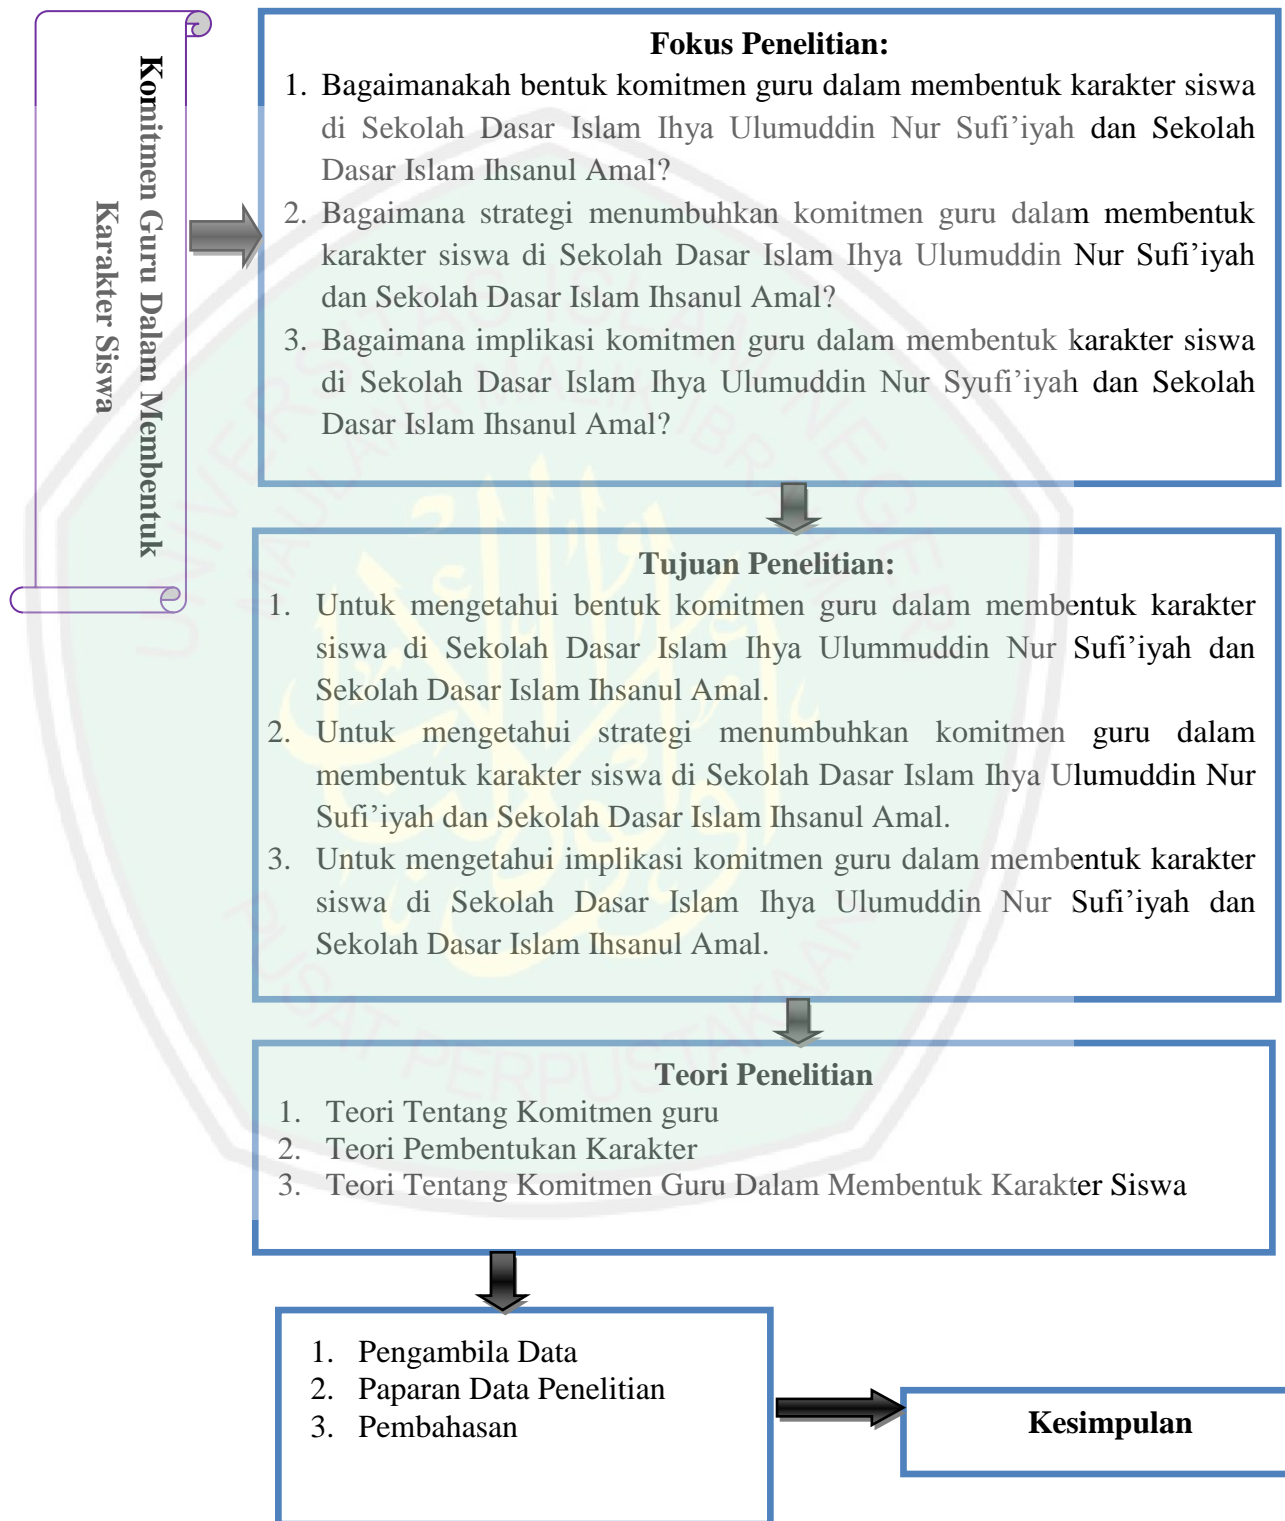 Komitmen Guru Dalam Membentuk
Karakter Siswa
Fokus Penelitian:
1. Bagaimanakah bentuk komitmen guru dalam membentuk karakter siswa
di Sekolah Dasar Islam Ihya Ulumuddin Nur Sufi’iyah dan Sekolah
Dasar Islam Ihsanul Amal?
2. Bagaimana strategi menumbuhkan komitmen guru dalam membentuk
karakter siswa di Sekolah Dasar Islam Ihya Ulumuddin Nur Sufi’iyah
dan Sekolah Dasar Islam Ihsanul Amal?
3. Bagaimana implikasi komitmen guru dalam membentuk karakter siswa
di Sekolah Dasar Islam Ihya Ulumuddin Nur Syufi’iyah dan Sekolah
Dasar Islam Ihsanul Amal?
Tujuan Penelitian:
1. Untuk mengetahui bentuk komitmen guru dalam membentuk karakter
siswa di Sekolah Dasar Islam Ihya Ulummuddin Nur Sufi’iyah dan
Sekolah Dasar Islam Ihsanul Amal.
2. Untuk mengetahui strategi menumbuhkan komitmen guru dalam
membentuk karakter siswa di Sekolah Dasar Islam Ihya Ulumuddin Nur
Sufi’iyah dan Sekolah Dasar Islam Ihsanul Amal.
3. Untuk mengetahui implikasi komitmen guru dalam membentuk karakter
siswa di Sekolah Dasar Islam Ihya Ulumuddin Nur Sufi’iyah dan
Sekolah Dasar Islam Ihsanul Amal.
Teori Penelitian
1. Teori Tentang Komitmen guru
2. Teori Pembentukan Karakter
3. Teori Tentang Komitmen Guru Dalam Membentuk Karakter Siswa
1. Pengambila Data
2. Paparan Data Penelitian
3. Pembahasan
Kesimpulan
UNIVERSITAS ISLAM NEGERI
MAULANA MALIK IBRAHIM
PUSAT PERPUSTAKAAN